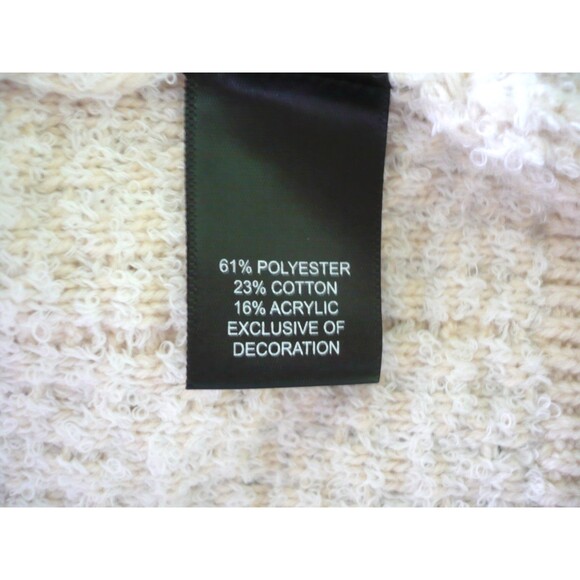 61% POLYESTER
23% COTTON
16% ACRYLIC
EXCLUSIVE OF
DECORATION